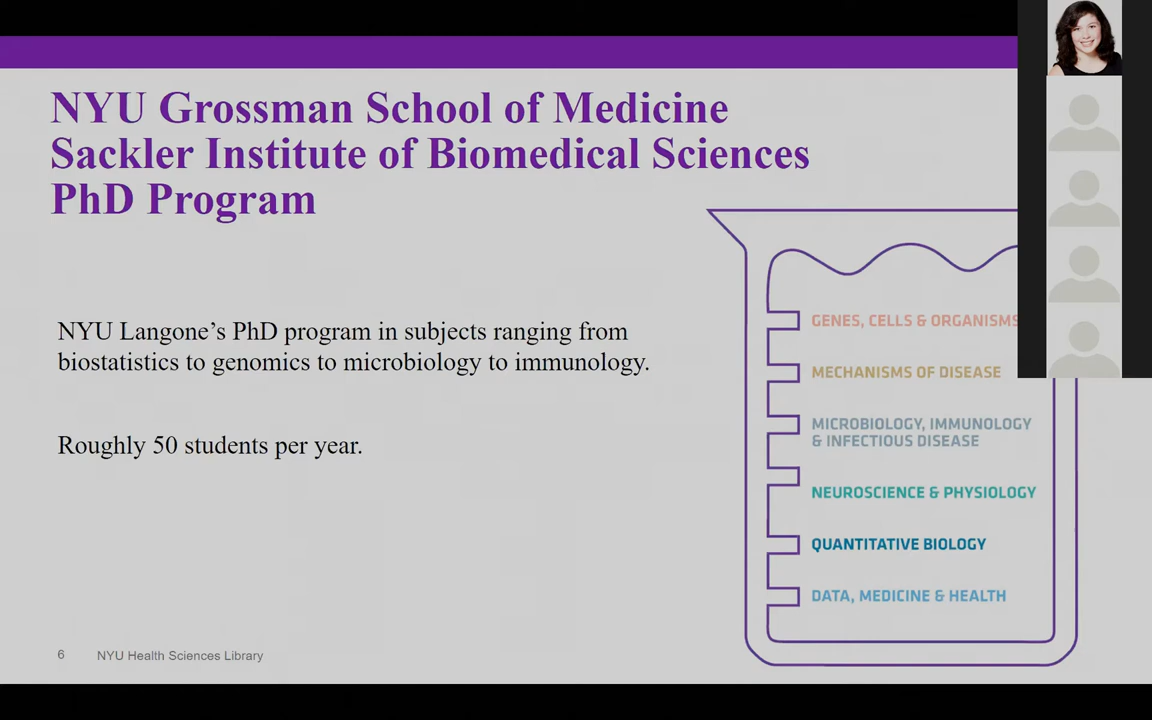 NYU Grossman School of Medicine
Sackler Institute of Biomedical Sciences
PhD Program
NYU Langone’s PhD program in subjects ranging from
biostatistics to genomics to microbiology to immunology.
Roughly 50 students per year.
GENES, CELLS & ORGANISMS
MECHANISMS OF DISEASE
MICROBIOLOGY, IMMUNOLOGY
& INFECTIOUS DISEASE
NEUROSCIENCE & PHYSIOLOGY
QUANTITATIVE BIOLOGY
DATA, MEDICINE & HEALTH
6 NYU Health Sciences Library